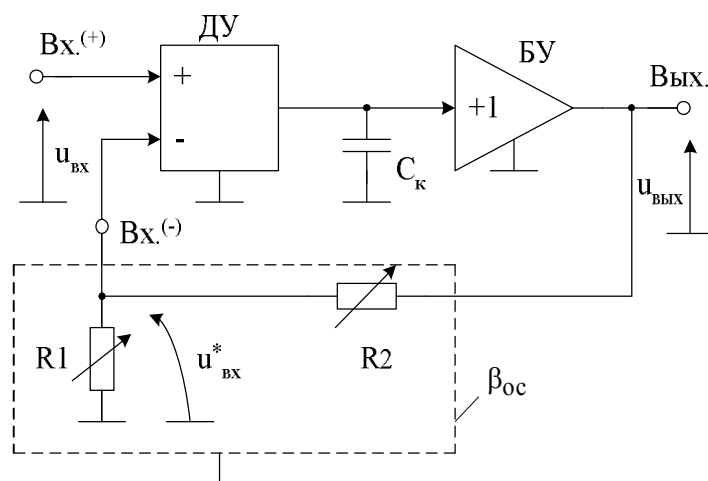 ДУ
Вх.(+)
БУ
Вых.
+
+1
-
uвх
Cк
uвых
Вх.(-)
R1
u*вх
R2
βос